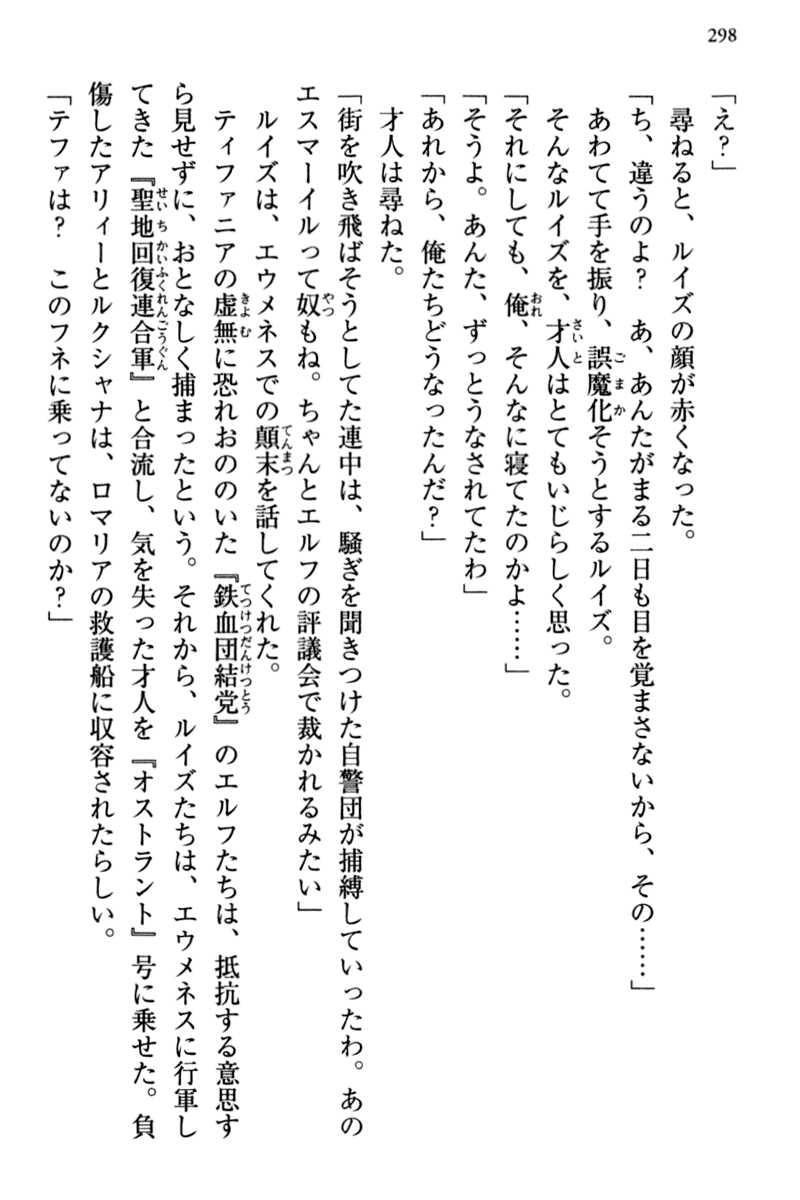 298
「え?」
尋ねると、ルイズの顔が赤くなった。
「ち、違うのよ? あ、あんたがまる二日も目を覚まさないから、その……」
あわてて手を振り、誤魔化そうとするルイズ。
そんなルイズを、才人はとてもいじらしく思った。
「それにしても、俺、そんなに寝てたのかよ……」
「そうよ。あんた、ずっとうなされてたわ」
「あれから、俺たちどうなったんだ?」
才人は尋ねた。
「街を吹き飛ばそうとしてた連中は、騒ぎを聞きつけた自警団が捕縛していったわ。あの
エスマーイルって奴もね。ちゃんとエルフの評議会で裁かれるみたい」
ルイズは、エウメネスでの顛末を話してくれた。
ティファニアの虚無に恐れおののいた『鉄血団結党』のエルフたちは、抵抗する意思す
ら見せずに、おとなしく捕まったという。それから、ルイズたちは、エウメネスに行軍し
てきた『聖地回復連合軍』と合流し、気を失った才人を『オストラント』号に乗せた。負
傷したアリィーとルクシャナは、ロマリアの救護船に収容されたらしい。
「テファは? このフネに乗ってないのか?」